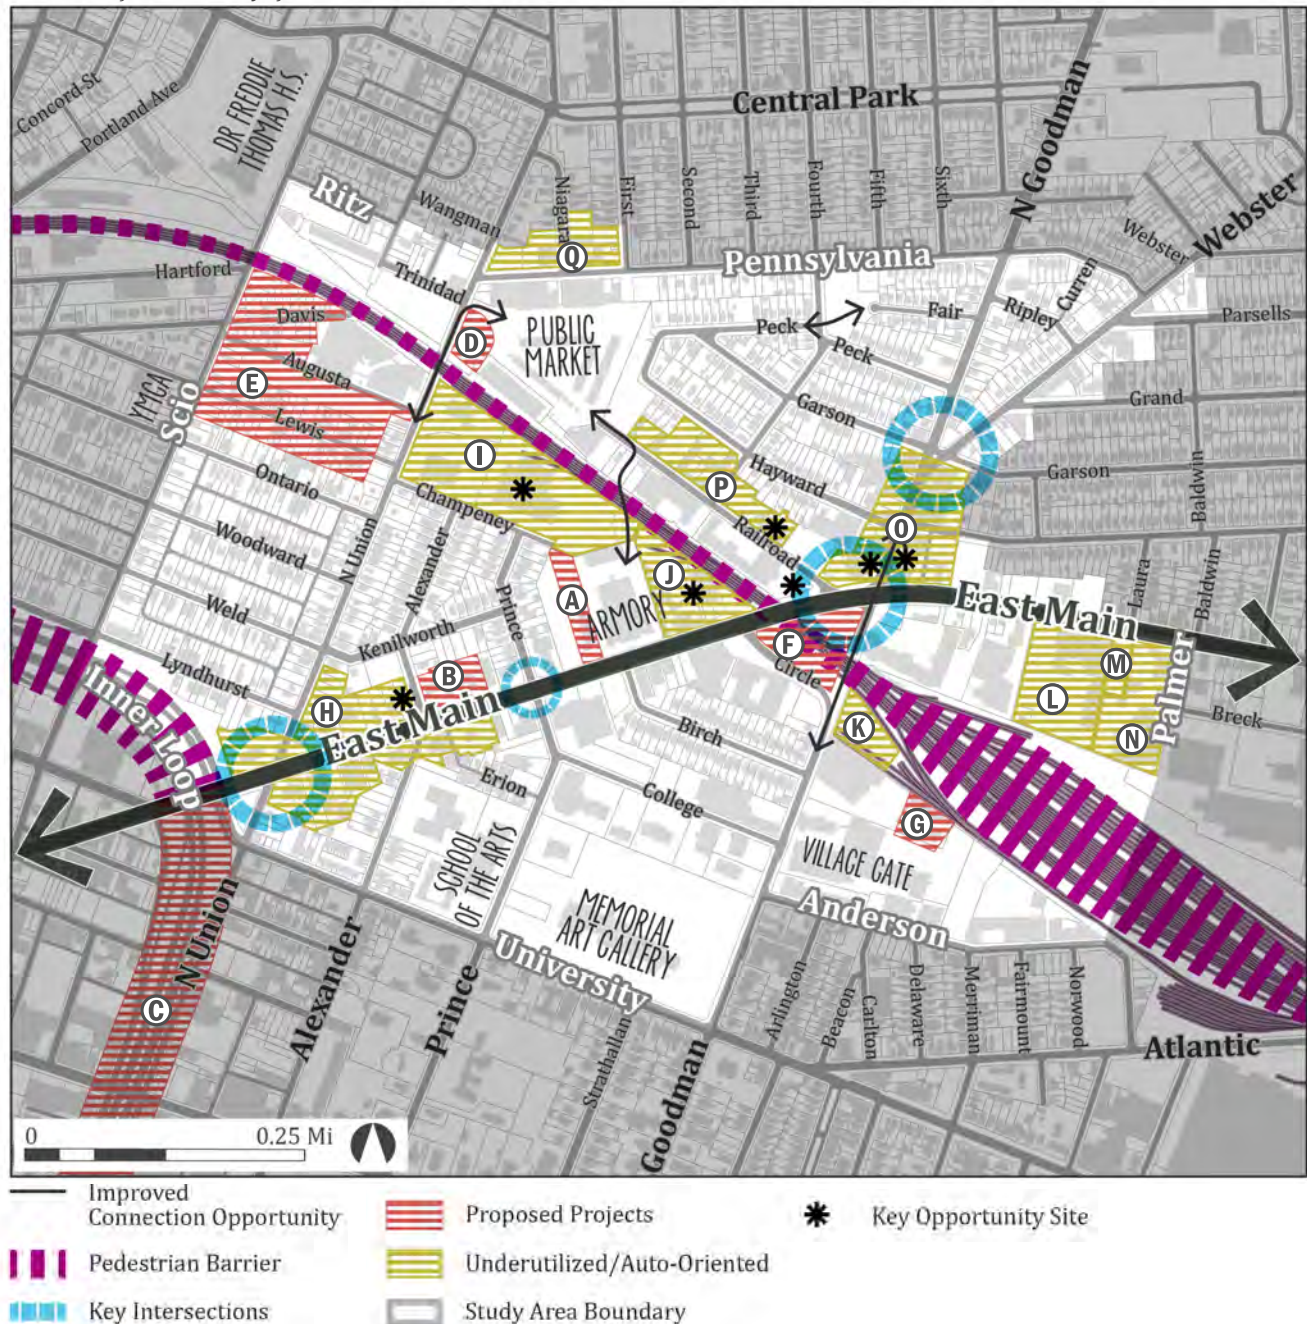 Concord St
Portland Ave
DR FREDDIE
THOMAS H.S.
Central Park
N Goodman
Ritz
Wangman
Niagara
First
Second
Third
Fourth
Fifth
Sixth
Webster
Webster
Hartford
Trinidad
Q
Pennsylvania
Curren
Ripley
Fair
Parsells
Davis
D
PUBLIC
MARKET
Peck
Peck
Augusta
E
YMCA
Scio
Lewis
Garson
Grand
Ontario
I
Hayward
P
Garson
Baldwin
Champeney
Railroad
O
Woodward
N Union
Alexander
Prince
A
J
ARMORY
Laura
Baldwin
East Main
Weld
Kenilworth
F
Circle
M
L
N
Palmer
Breck
Lyndhurst
Inner Loop
B
H
East Main
Birch
K
Erion
College
G
SCHOOL
OF THE ARTS
VILLAGE GATE
MEMORIAL
ART GALLERY
Anderson
N Union
University
C
Alexander
Prince
Strathallan
Goodman
Arlington
Beacon
Carlton
Delaware
Merriman
Fairmount
Norwood
Atlantic
0 0.25 Mi
Improved
Connection Opportunity
Proposed Projects
Key Opportunity Site
Pedestrian Barrier
Underutilized/Auto-Oriented
Key Intersections
Study Area Boundary